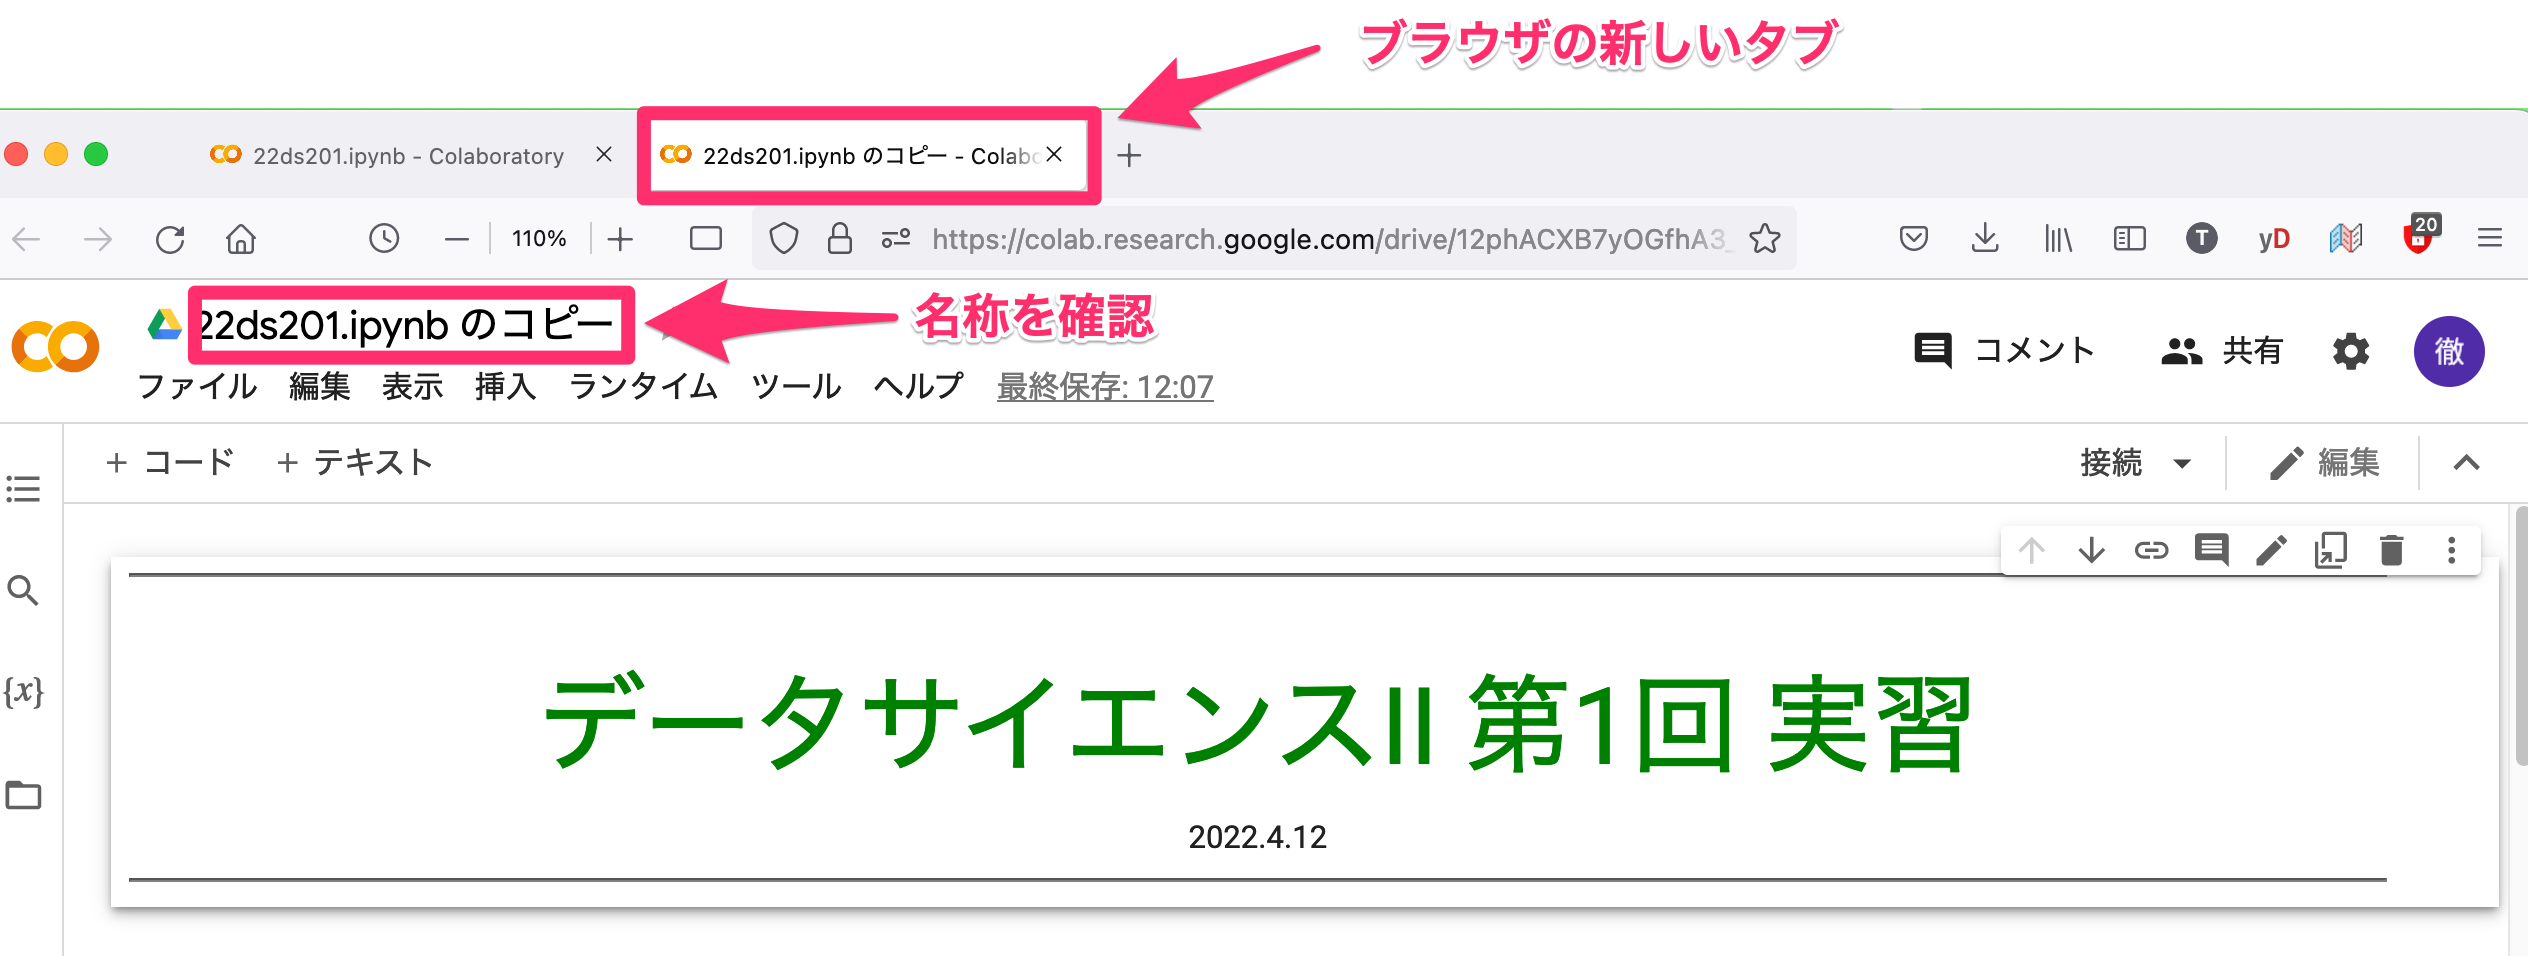 ブラウザの新しいタブ
22ds201.ipynb - Colaboratory
22ds201.ipynb のコピー - Colabo
110%
https://colab.research.google.com/drive/12phACXB7yOGfhA3_
T
yD
20
22ds201.ipynb のコピー
名称を確認
コメント
共有
徹
ファイル 編集 表示 挿入 ランタイム ツール ヘルプ 最終保存: 12:07
+ コード + テキスト
接続
編集
{x}
データサイエンスII 第1回 実習
2022.4.12